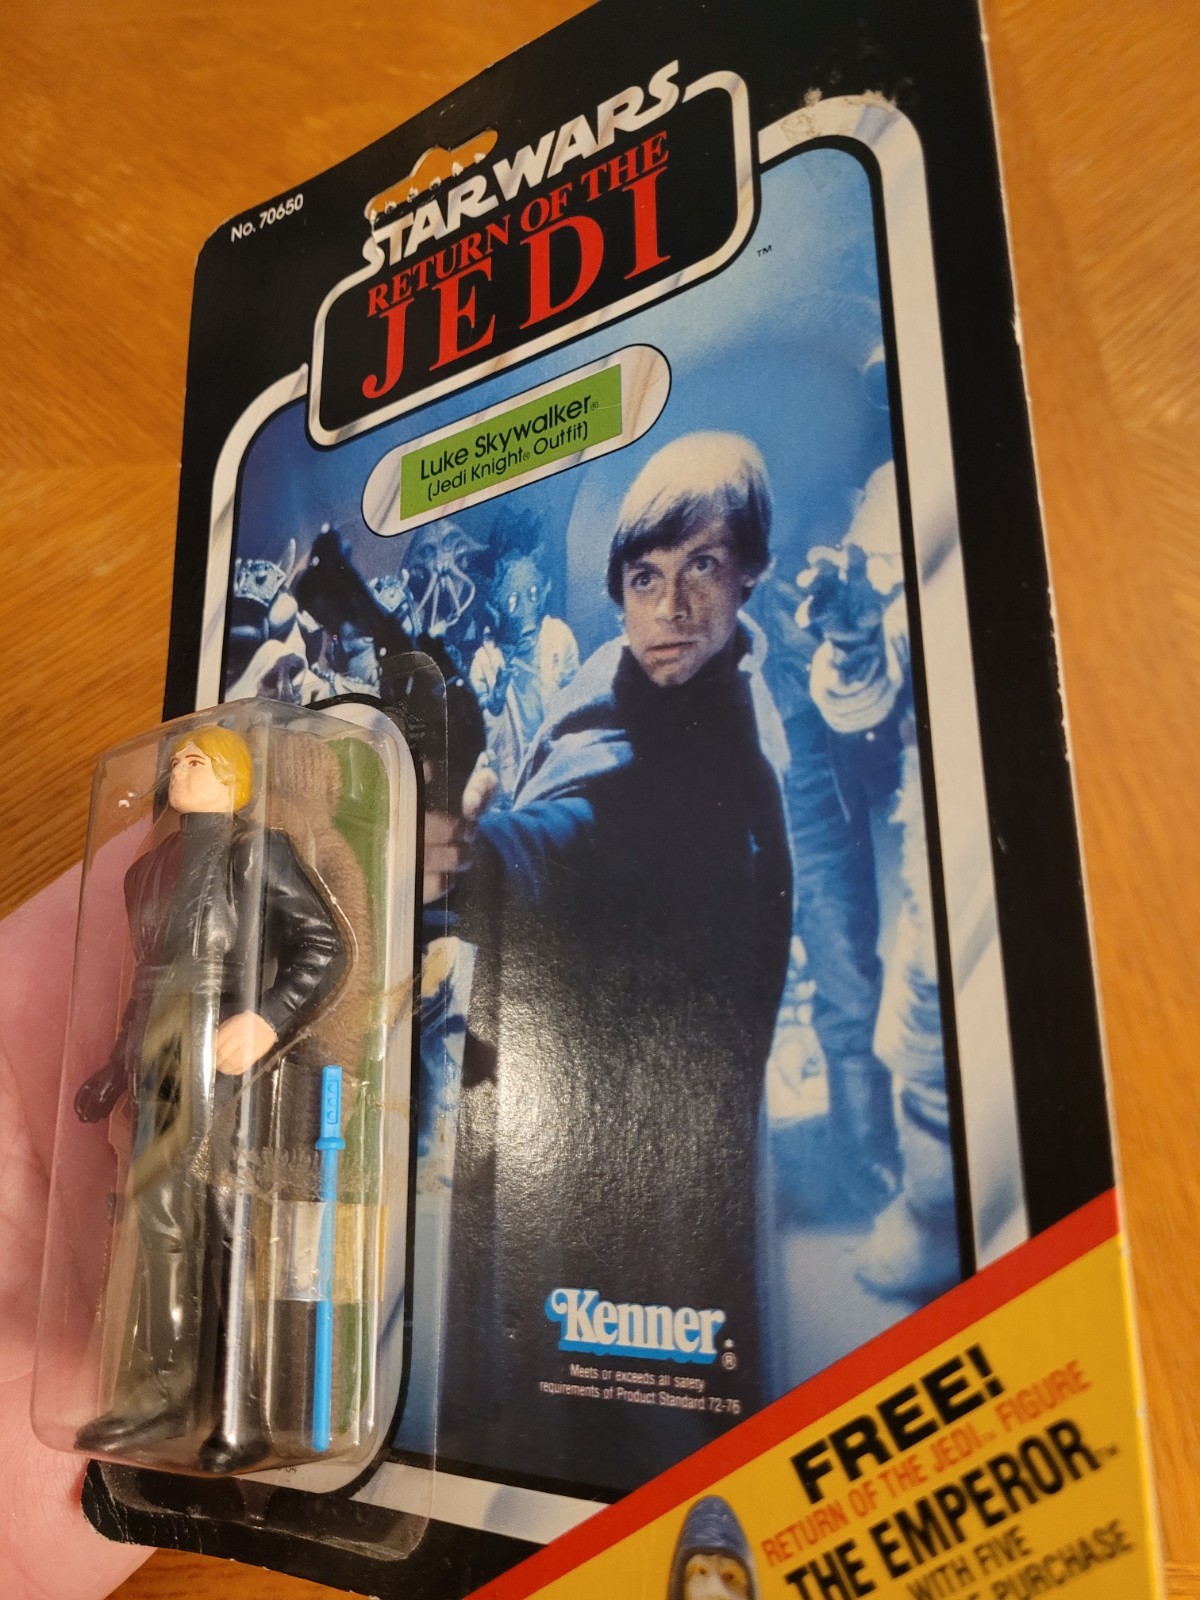 No. 70650
STAR WARS
RETURN OF THE
JEDI
TM
Luke Skywalker®
(Jedi Knight® Outfit)
Kenner®
Meets or exceeds all safety
requirements of Product Standard 72-76
FREE!
RETURN OF THE JEDI™ FIGURE
THE EMPEROR™
WITH FIVE
PURCHASE